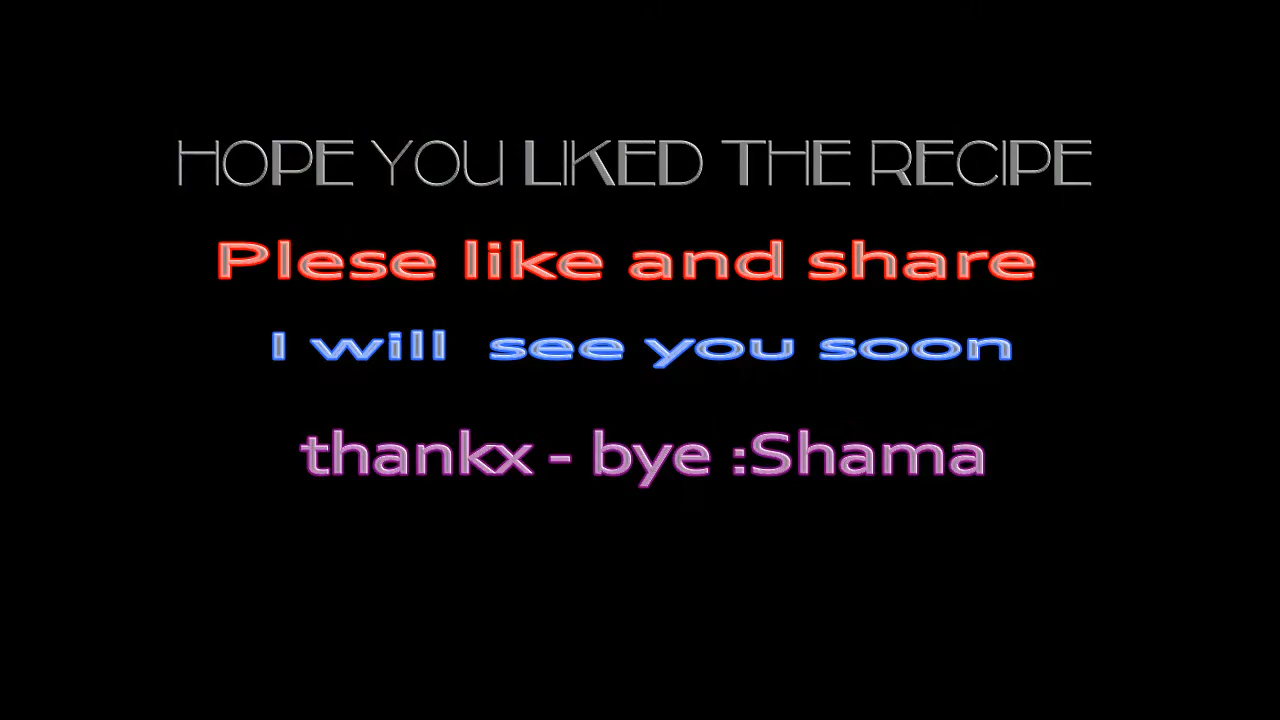 HOPE YOU LIKED THE RECIPE
Plese like and share
I will see you soon
thankx - bye :Shama